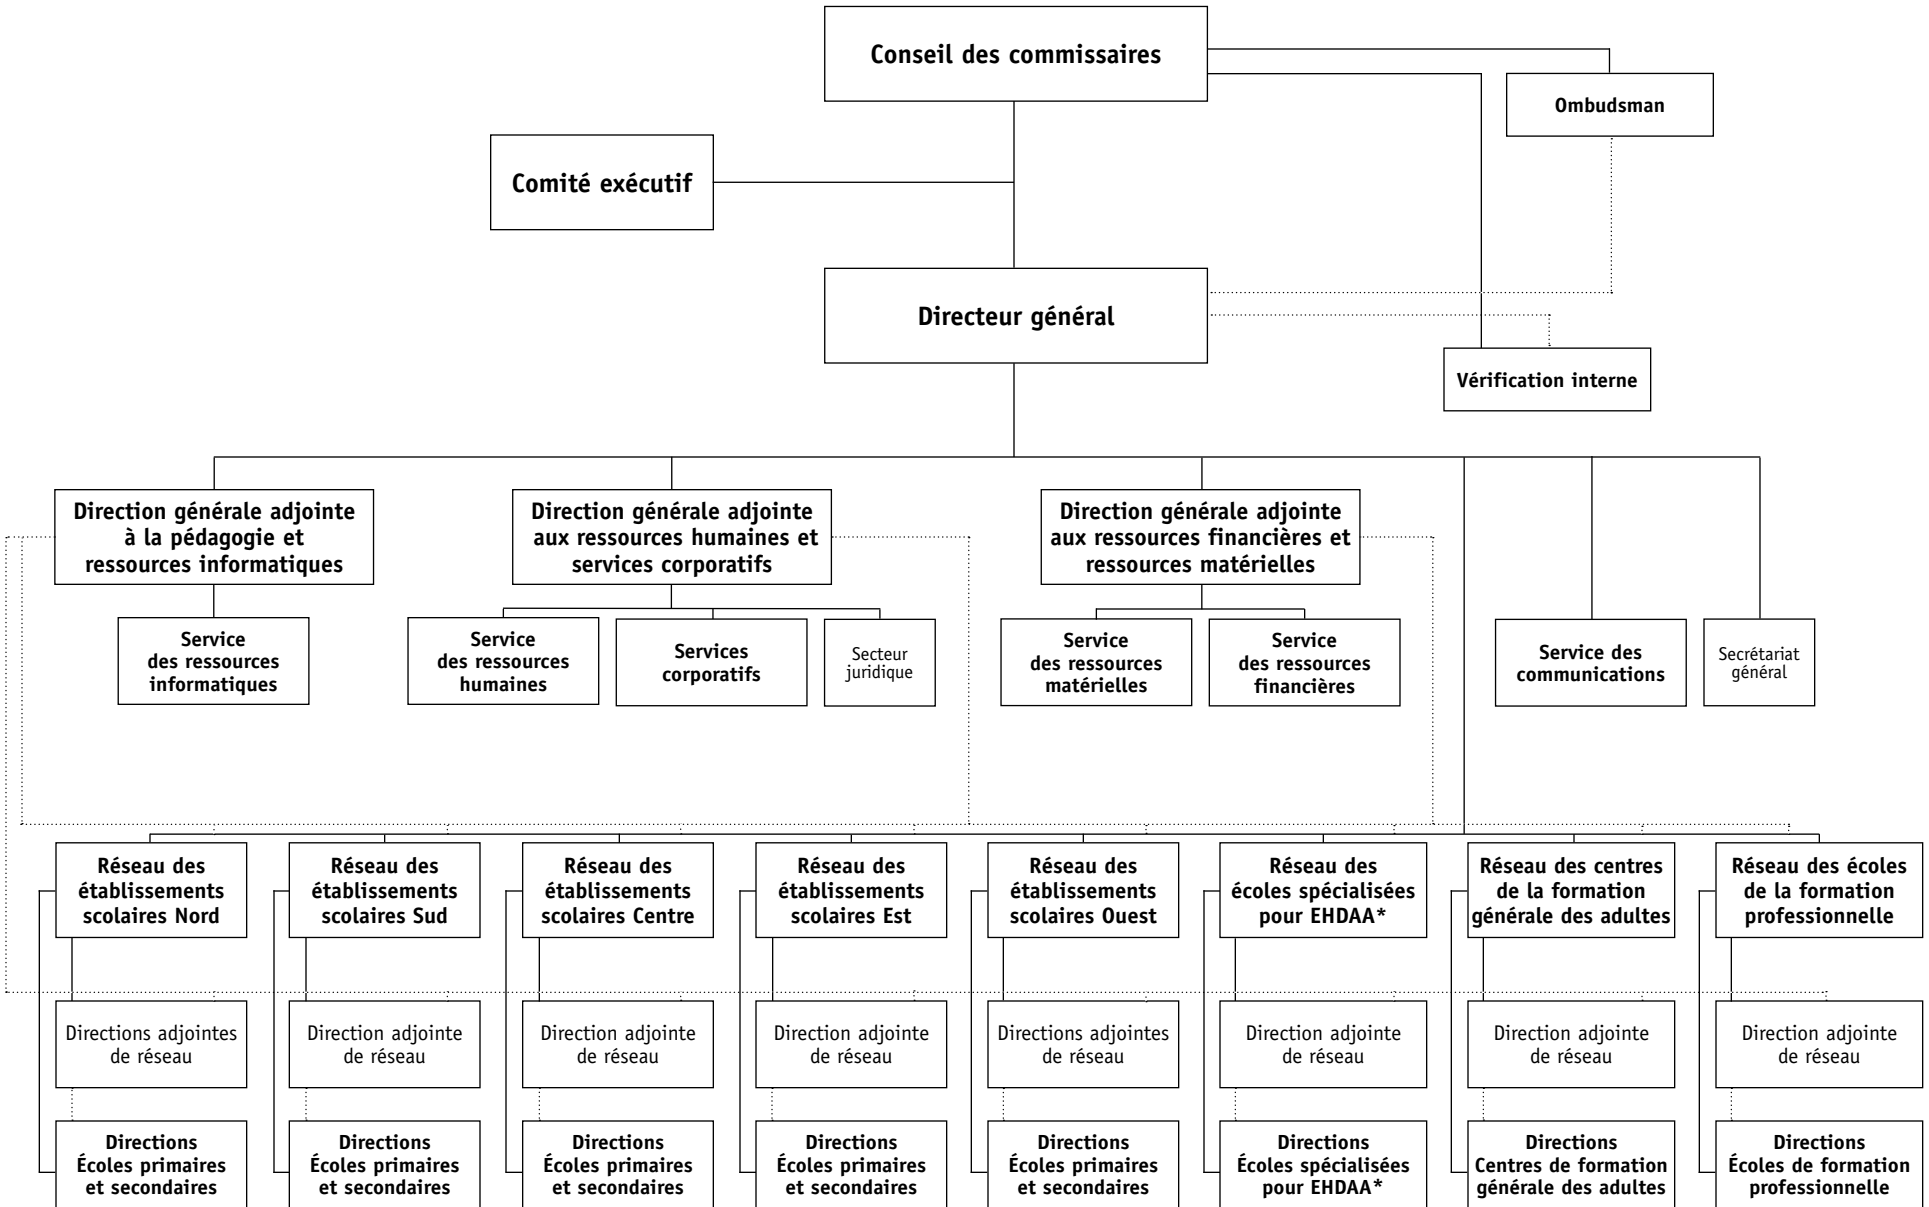 Conseil des commissaires
Ombudsman
Comité exécutif
Directeur général
Vérification interne
Direction générale adjointe
à la pédagogie et
ressources informatiques
Direction générale adjointe
aux ressources humaines et
services corporatifs
Direction générale adjointe
aux ressources financières et
ressources matérielles
Service
des ressources
informatiques
Service
des ressources
humaines
Services
corporatifs
Secteur
juridique
Service
des ressources
matérielles
Service
des ressources
financières
Service des
communications
Secrétariat
général
Réseau des
établissements
scolaires Nord
Réseau des
établissements
scolaires Sud
Réseau des
établissements
scolaires Centre
Réseau des
établissements
scolaires Est
Réseau des
établissements
scolaires Ouest
Réseau des
écoles spécialisées
pour EHDAA*
Réseau des centres
de la formation
générale des adultes
Réseau des écoles
de la formation
professionnelle
Directions adjointes
de réseau
Direction adjointe
de réseau
Direction adjointe
de réseau
Direction adjointe
de réseau
Directions adjointes
de réseau
Direction adjointe
de réseau
Direction adjointe
de réseau
Direction adjointe
de réseau
Directions
Écoles primaires
et secondaires
Directions
Écoles primaires
et secondaires
Directions
Écoles primaires
et secondaires
Directions
Écoles primaires
et secondaires
Directions
Écoles primaires
et secondaires
Directions
Écoles spécialisées
pour EHDAA*
Directions
Centres de formation
générale des adultes
Directions
Écoles de formation
professionnelle